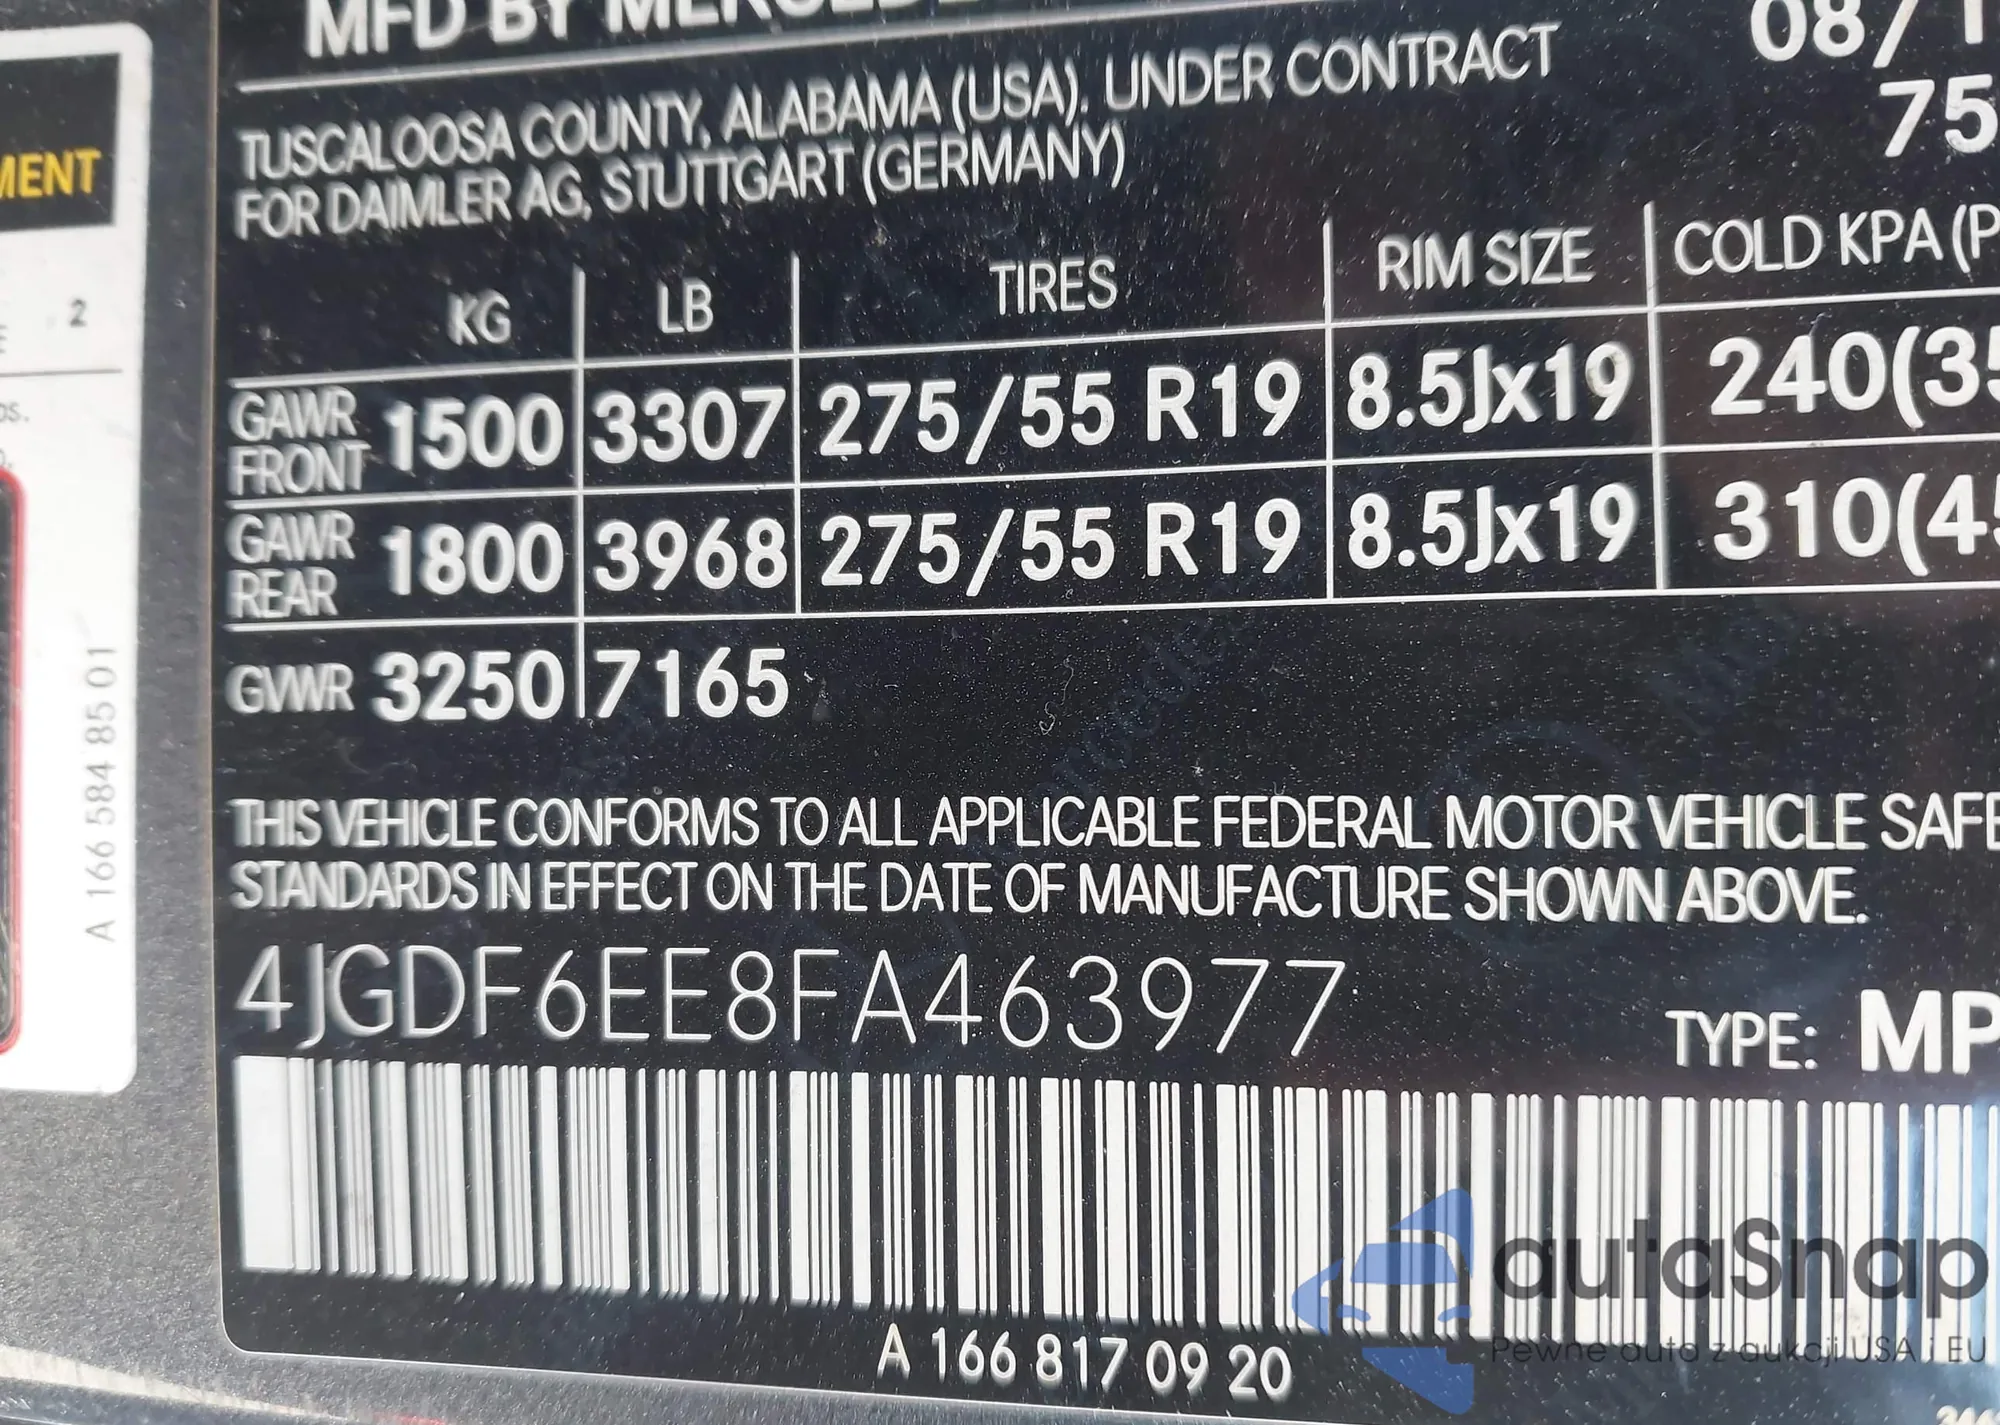 MFD BY MERCEDE
08/1
TUSCALOOSA COUNTY, ALABAMA (USA). UNDER CONTRACT
75
FOR DAIMLER AG, STUTTGART (GERMANY)
MENT
KG LB TIRES RIM SIZE COLD KPA (P
2
GAWR FRONT 1500 3307 275/55 R19 8.5Jx19 240(35
GAWR REAR 1800 3968 275/55 R19 8.5Jx19 310(45
GVWR 3250 7165
A 166 584 85 01
THIS VEHICLE CONFORMS TO ALL APPLICABLE FEDERAL MOTOR VEHICLE SAFE
STANDARDS IN EFFECT ON THE DATE OF MANUFACTURE SHOWN ABOVE.
4JGDF6EE8FA463977
TYPE: MP
A 166 817 09 20
autaSnap
Pewne auta z aukcji USA i EU